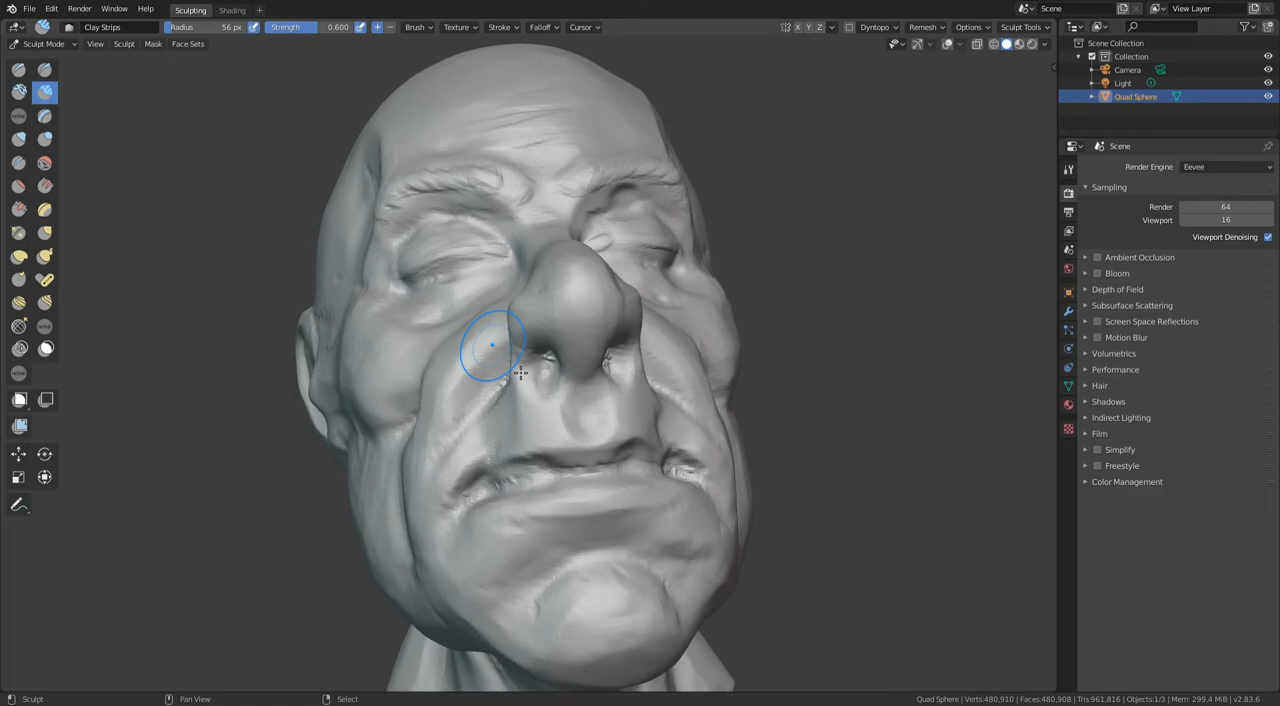 File Edit Render Window Help Sculpting Shading + Scene View Layer
Clay Strips Radius 56 px Strength 0.600 + − Brush Texture Stroke Falloff Cursor X Y Z Dyntopo Remesh Options Sculpt Tools
Sculpt Mode View Sculpt Mask Face Sets
Scene Collection
Collection
Camera
Light
Quad Sphere
Scene
Render Engine Eevee
Sampling
Render 64
Viewport 16
Viewport Denoising
Ambient Occlusion
Bloom
Depth of Field
Subsurface Scattering
Screen Space Reflections
Motion Blur
Volumetrics
Performance
Hair
Shadows
Indirect Lighting
Film
Simplify
Freestyle
Color Management
NONE
NONE
NONE
Sculpt Pan View Select Quad Sphere | Verts:480,910 | Faces:480,908 | Tris:961,816 | Objects:1/3 | Mem: 299.4 MiB | v2.83.6